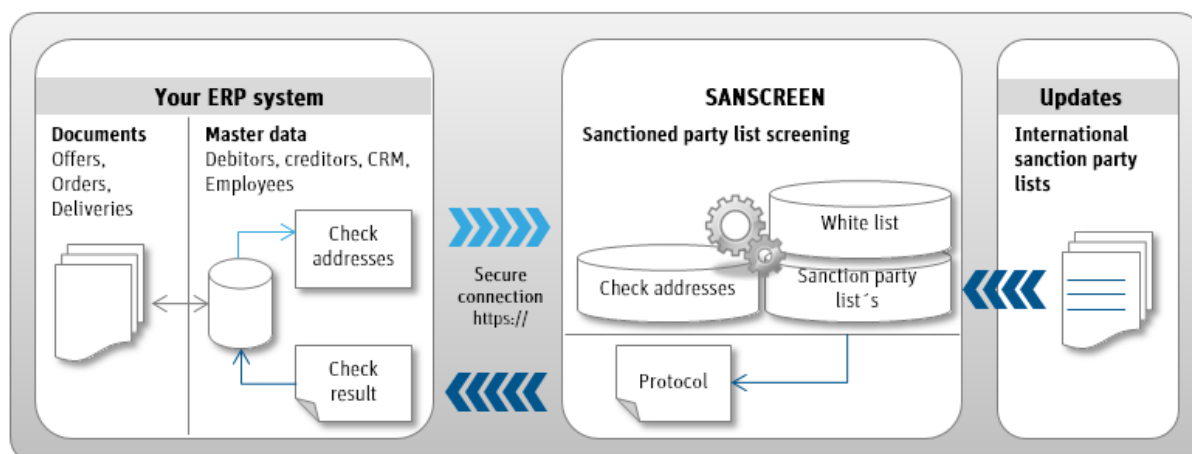 Your ERP system
Documents
Offers,
Orders,
Deliveries
Master data
Debitors, creditors, CRM,
Employees
Check
addresses
Check
result
Secure
connection
https://
SANSCREEN
Sanctioned party list screening
White list
Check addresses
Sanction party
list´s
Protocol
Updates
International
sanction party
lists